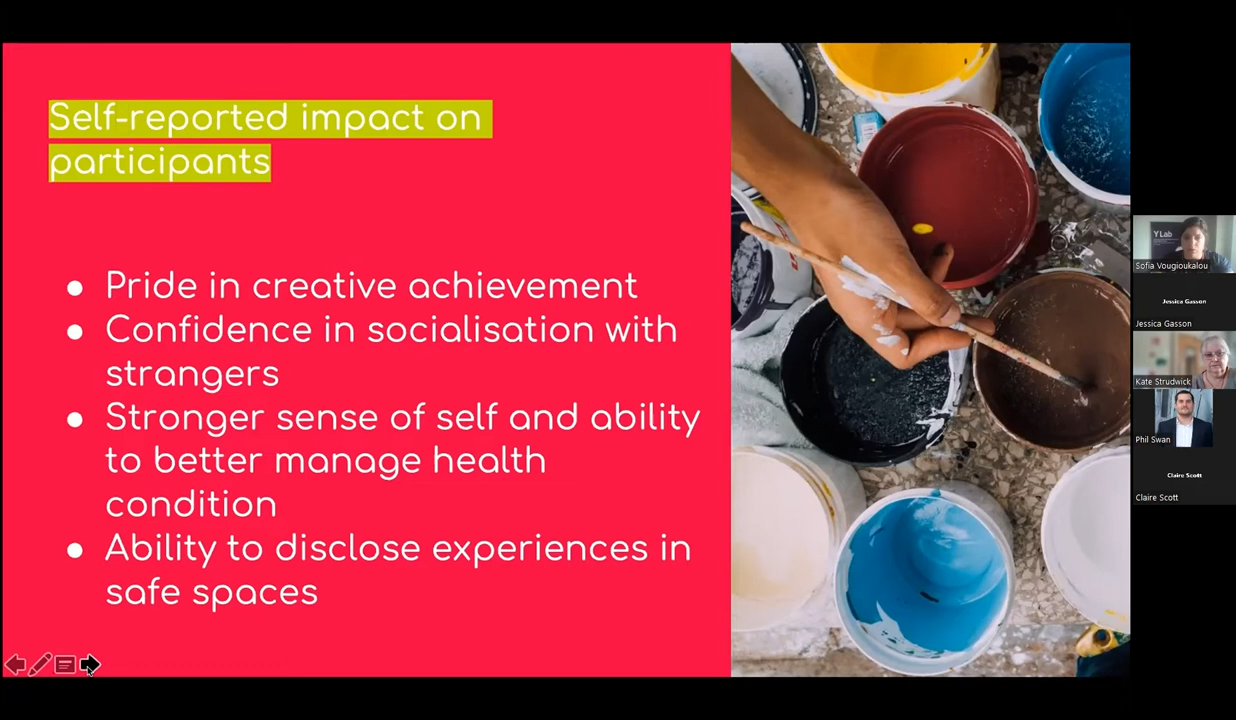 Self-reported impact on
participants
● Pride in creative achievement
● Confidence in socialisation with
strangers
● Stronger sense of self and ability
to better manage health
condition
● Ability to disclose experiences in
safe spaces
Y Lab
Sofia Vougioukalou
Jessica Gasson
Jessica Gasson
Kate Strudwick
Phil Swan
Claire Scott
Claire Scott